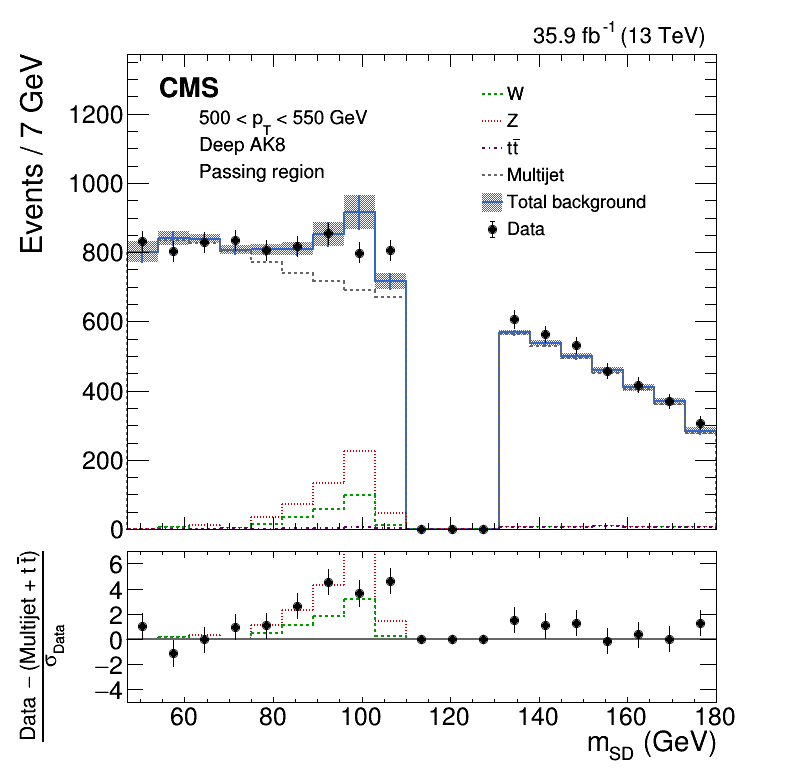 35.9 fb⁻¹ (13 TeV)
Events / 7 GeV
CMS
500 < p_T < 550 GeV
Deep AK8
Passing region
W
Z
tt̄
Multijet
Total background
Data
1200
1000
800
600
400
200
0
6
4
2
0
−2
−4
Data − (Multijet + t t̄)
σ_Data
60 80 100 120 140 160 180
m_SD (GeV)